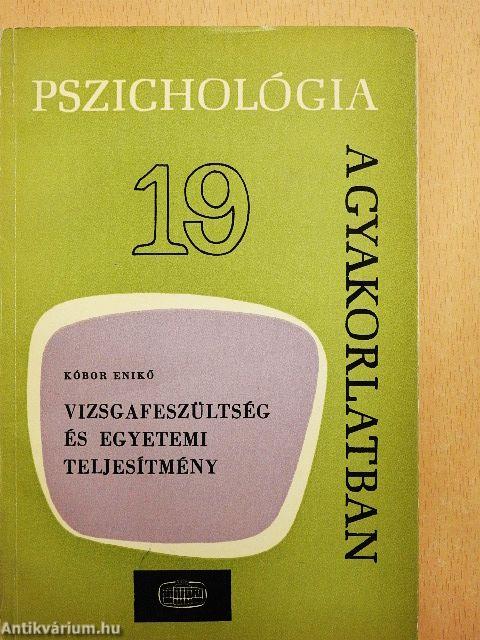 PSZICHOLÓGIA
A GYAKORLATBAN
19
KÓBOR ENIKŐ
VIZSGAFESZÜLTSÉG
ÉS EGYETEMI
TELJESÍTMÉNY
Antikvárium.hu